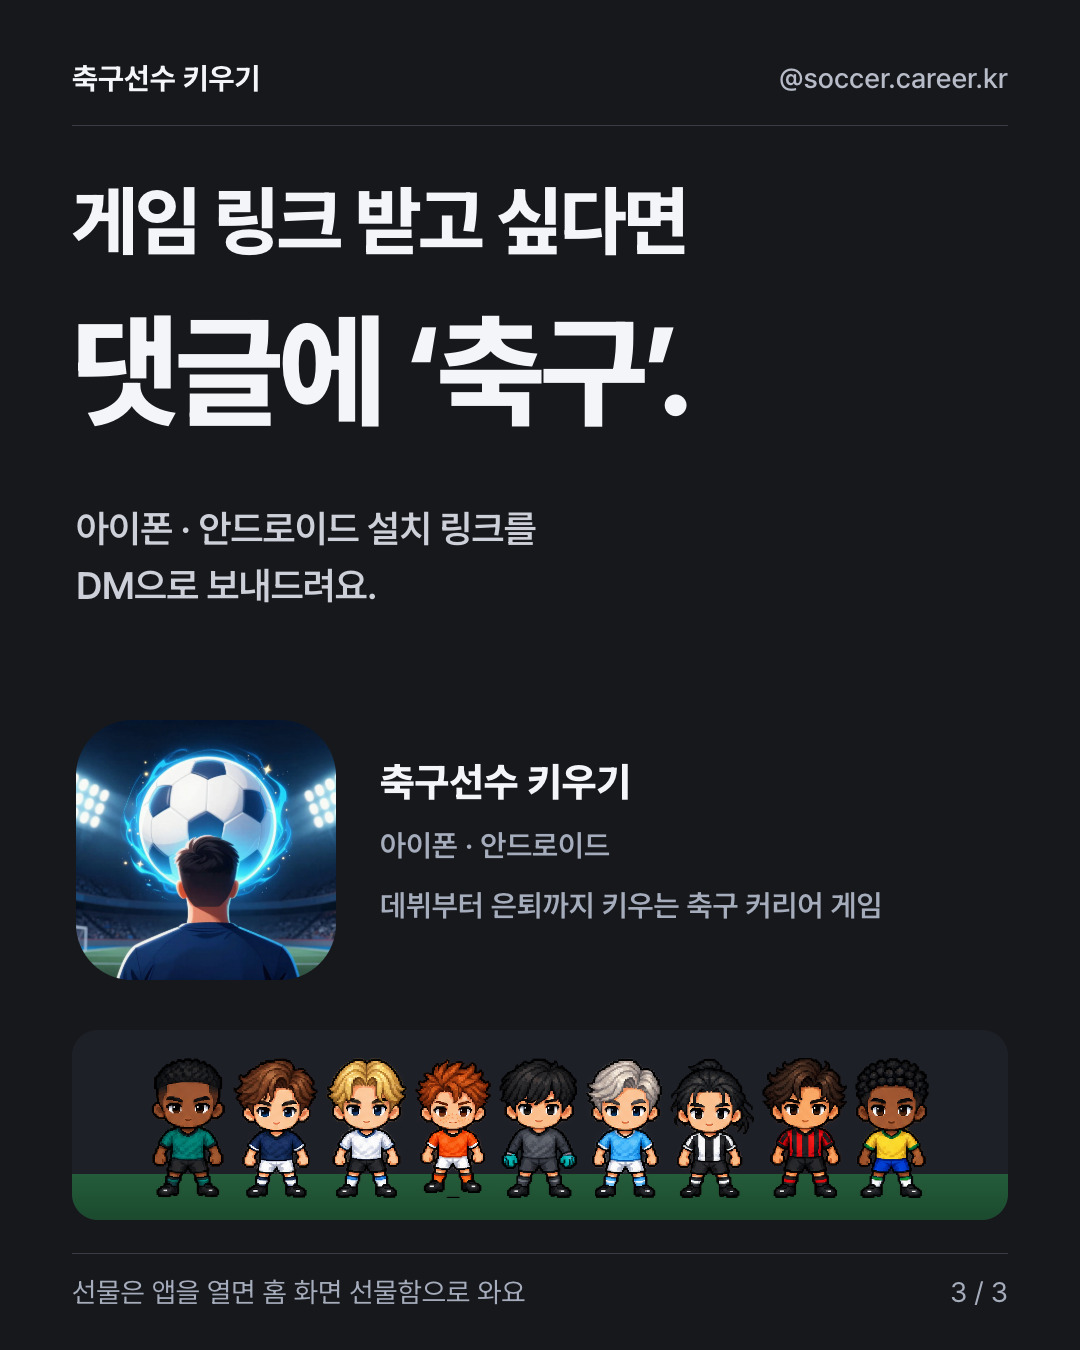 축구선수 키우기
@soccer.career.kr
게임 링크 받고 싶다면
댓글에 ‘축구’.
아이폰 · 안드로이드 설치 링크를
DM으로 보내드려요.
축구선수 키우기
아이폰 · 안드로이드
데뷔부터 은퇴까지 키우는 축구 커리어 게임
선물은 앱을 열면 홈 화면 선물함으로 와요
3 / 3